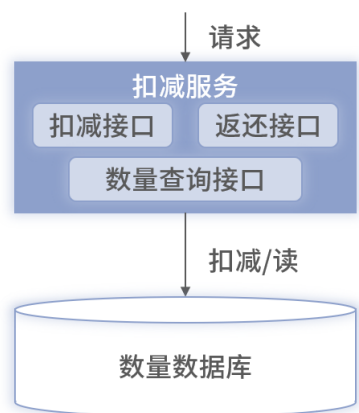 请求
扣减服务
扣减接口 返还接口
数量查询接口
扣减/读
数量数据库